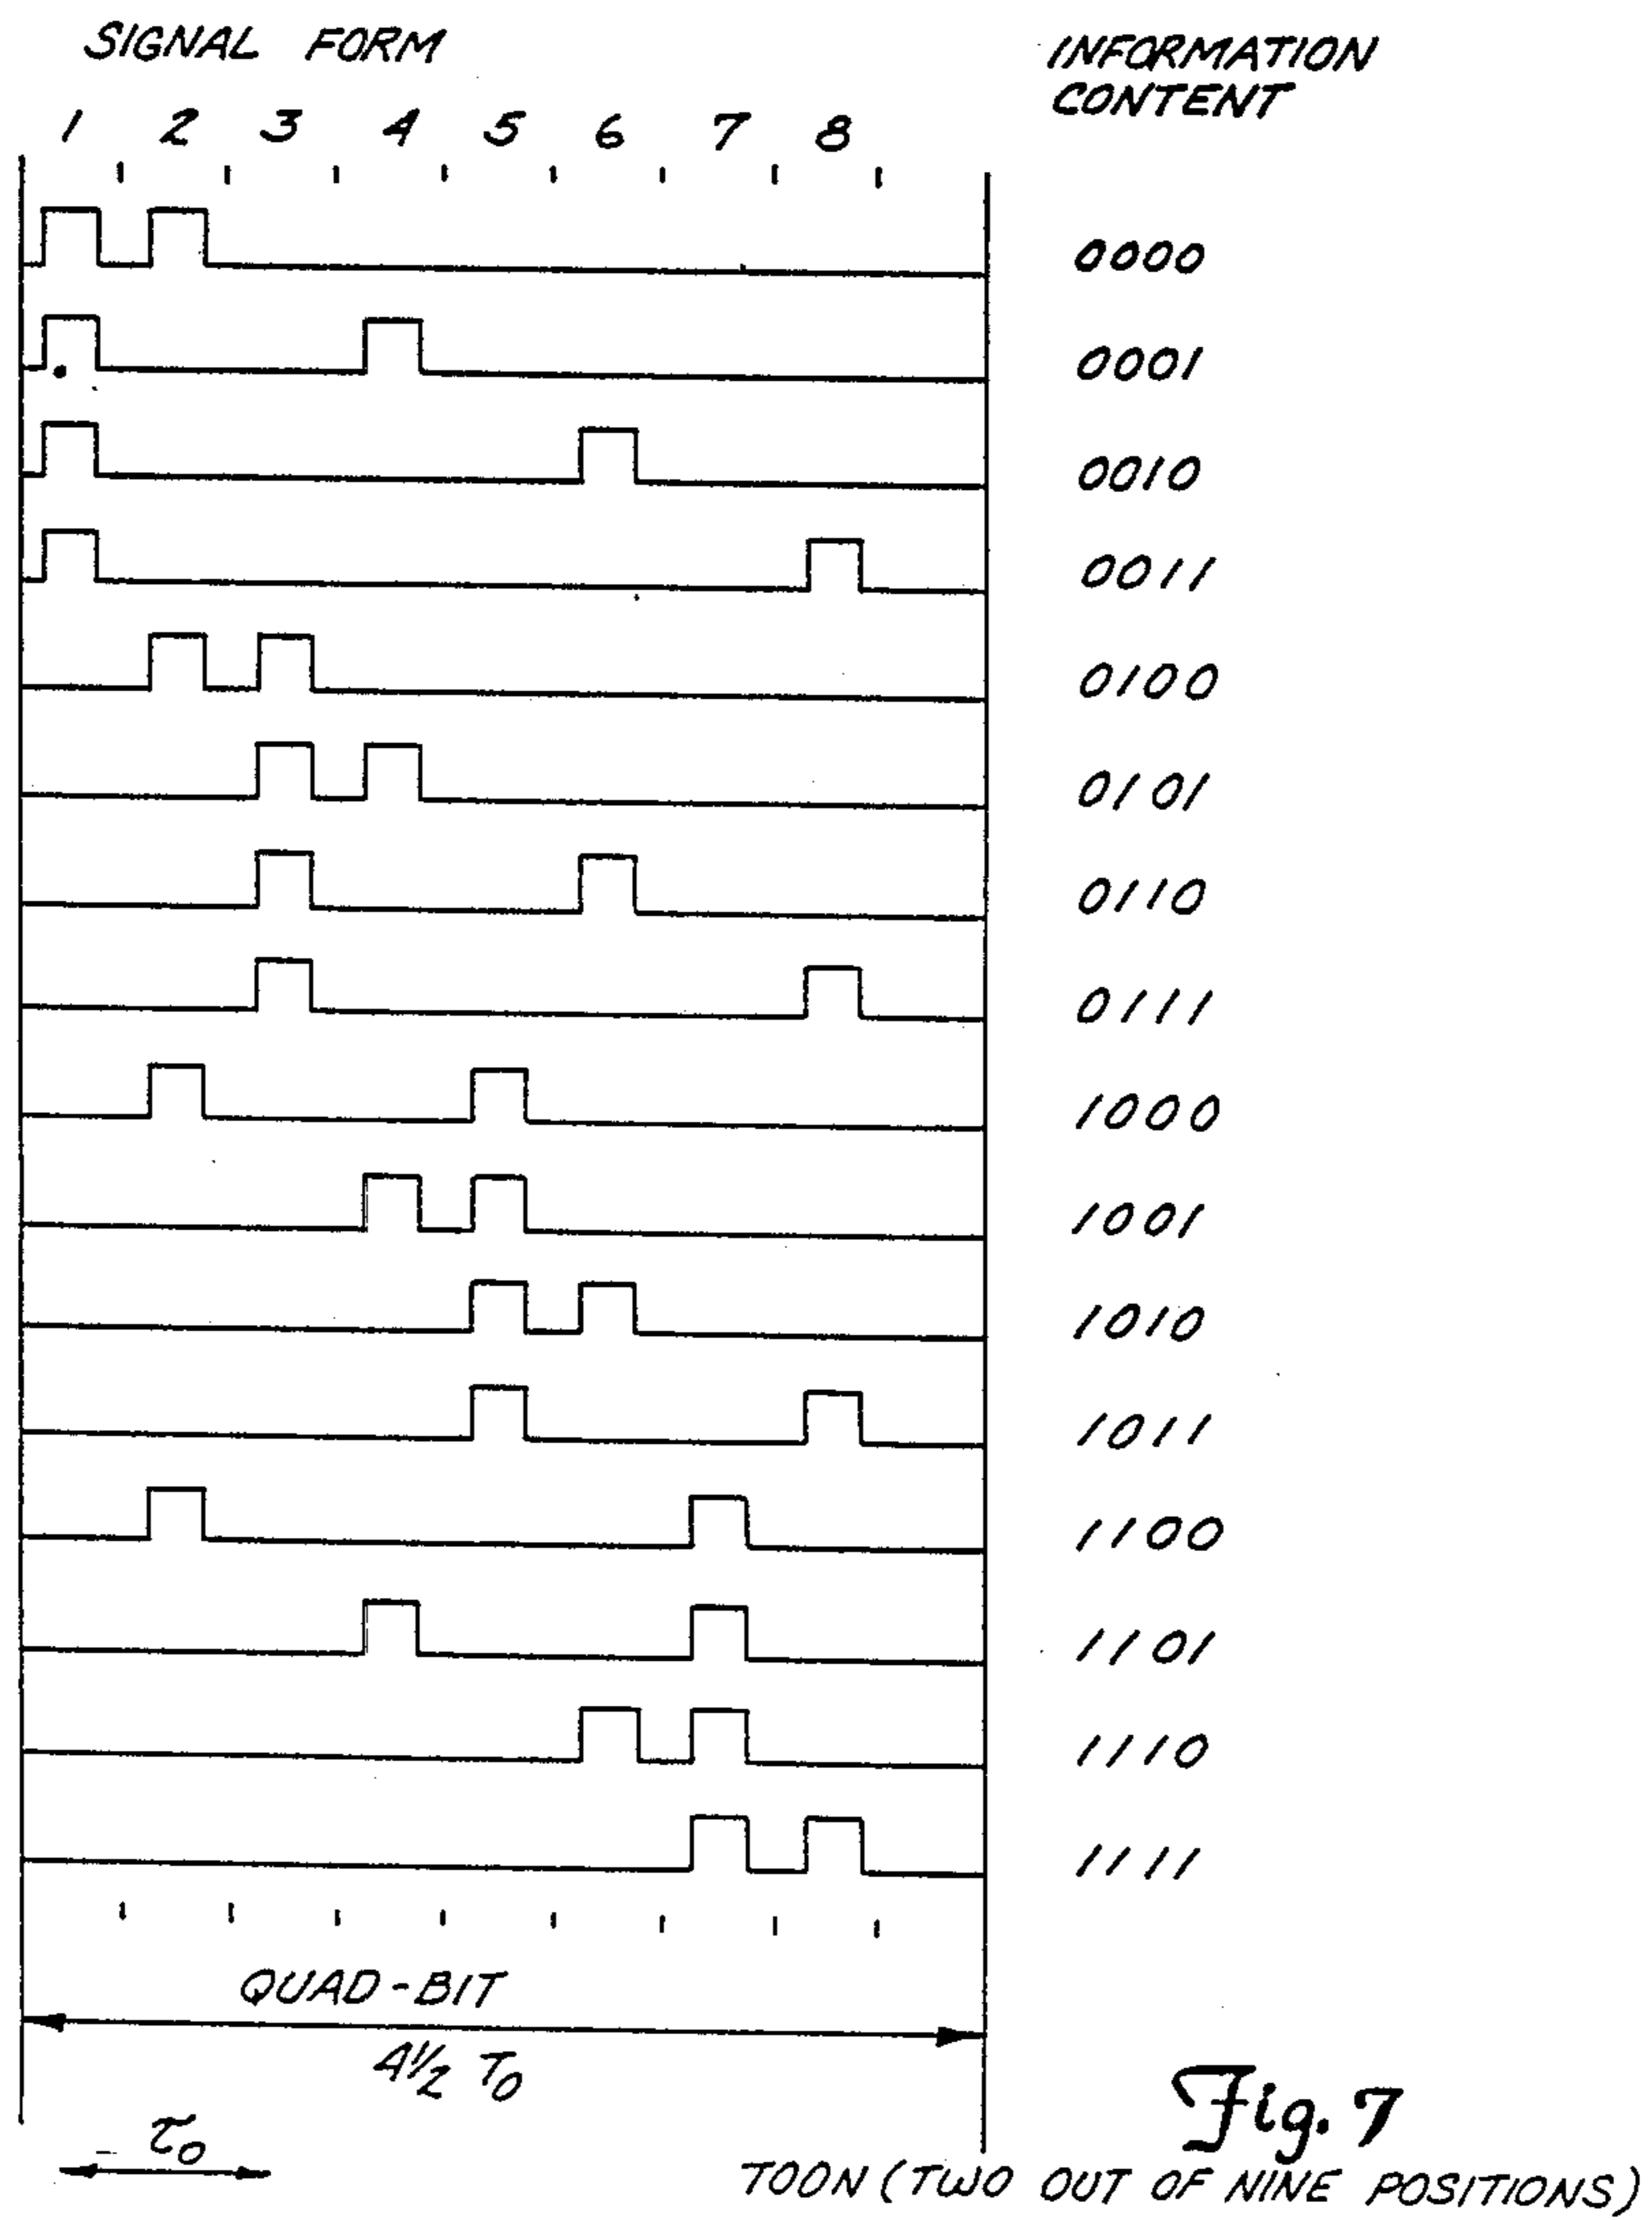 SIGNAL FORM
INFORMATION
CONTENT
1 2 3 4 5 6 7 8
0000
0001
0010
0011
0100
0101
0110
0111
1000
1001
1010
1011
1100
1101
1110
1111
QUAD-BIT
4½ T₀
τ₀
Fig. 7
TOON (TWO OUT OF NINE POSITIONS)